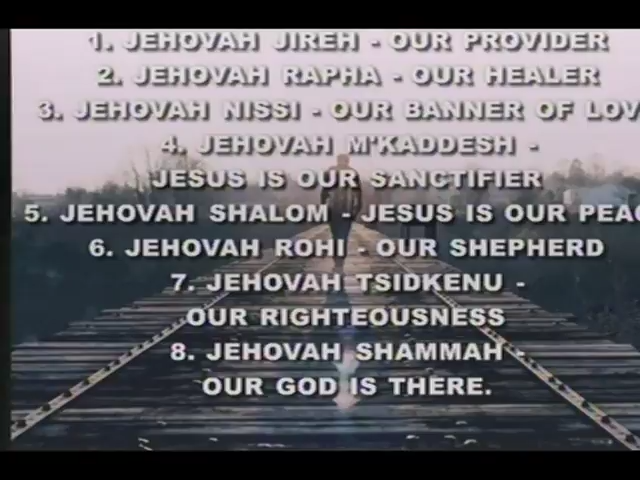 1. JEHOVAH JIREH - OUR PROVIDER
2. JEHOVAH RAPHA - OUR HEALER
3. JEHOVAH NISSI - OUR BANNER OF LOV
4. JEHOVAH M'KADDESH -
JESUS IS OUR SANCTIFIER
5. JEHOVAH SHALOM - JESUS IS OUR PEAC
6. JEHOVAH ROHI - OUR SHEPHERD
7. JEHOVAH TSIDKENU -
OUR RIGHTEOUSNESS
8. JEHOVAH SHAMMAH -
OUR GOD IS THERE.